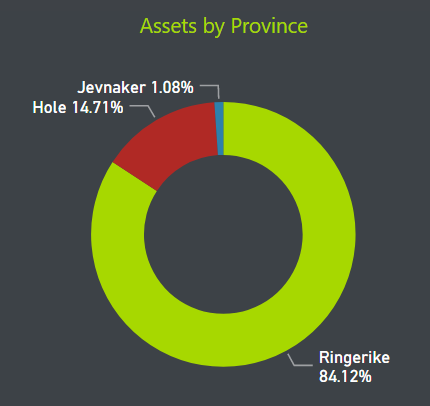 Assets by Province
Jevnaker 1.08%
Hole 14.71%
Ringerike
84.12%